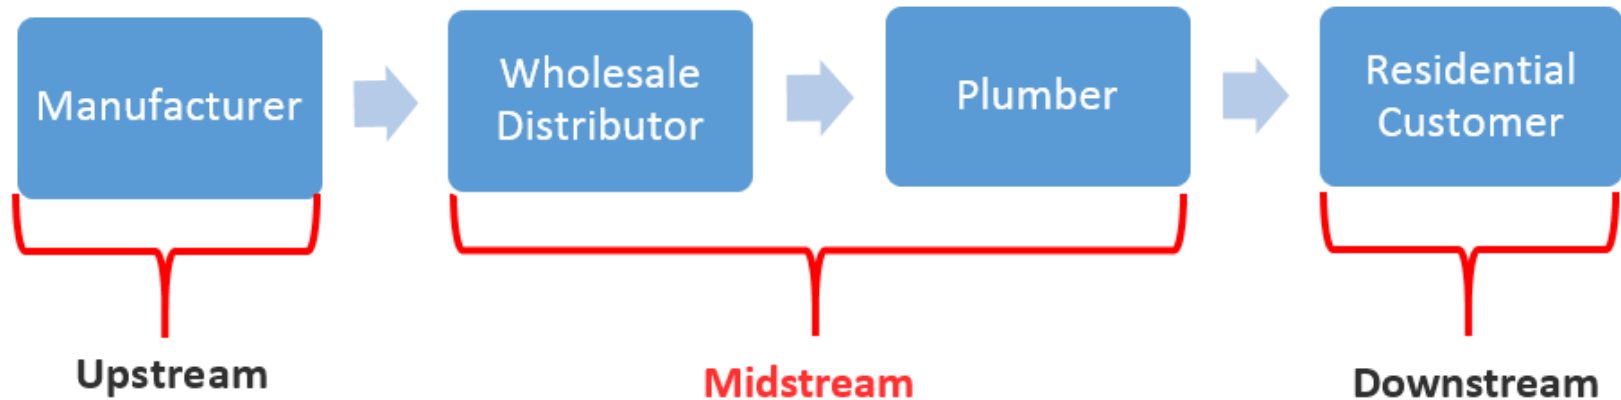 Manufacturer
Wholesale
Distributor
Plumber
Residential
Customer
Upstream
Midstream
Downstream